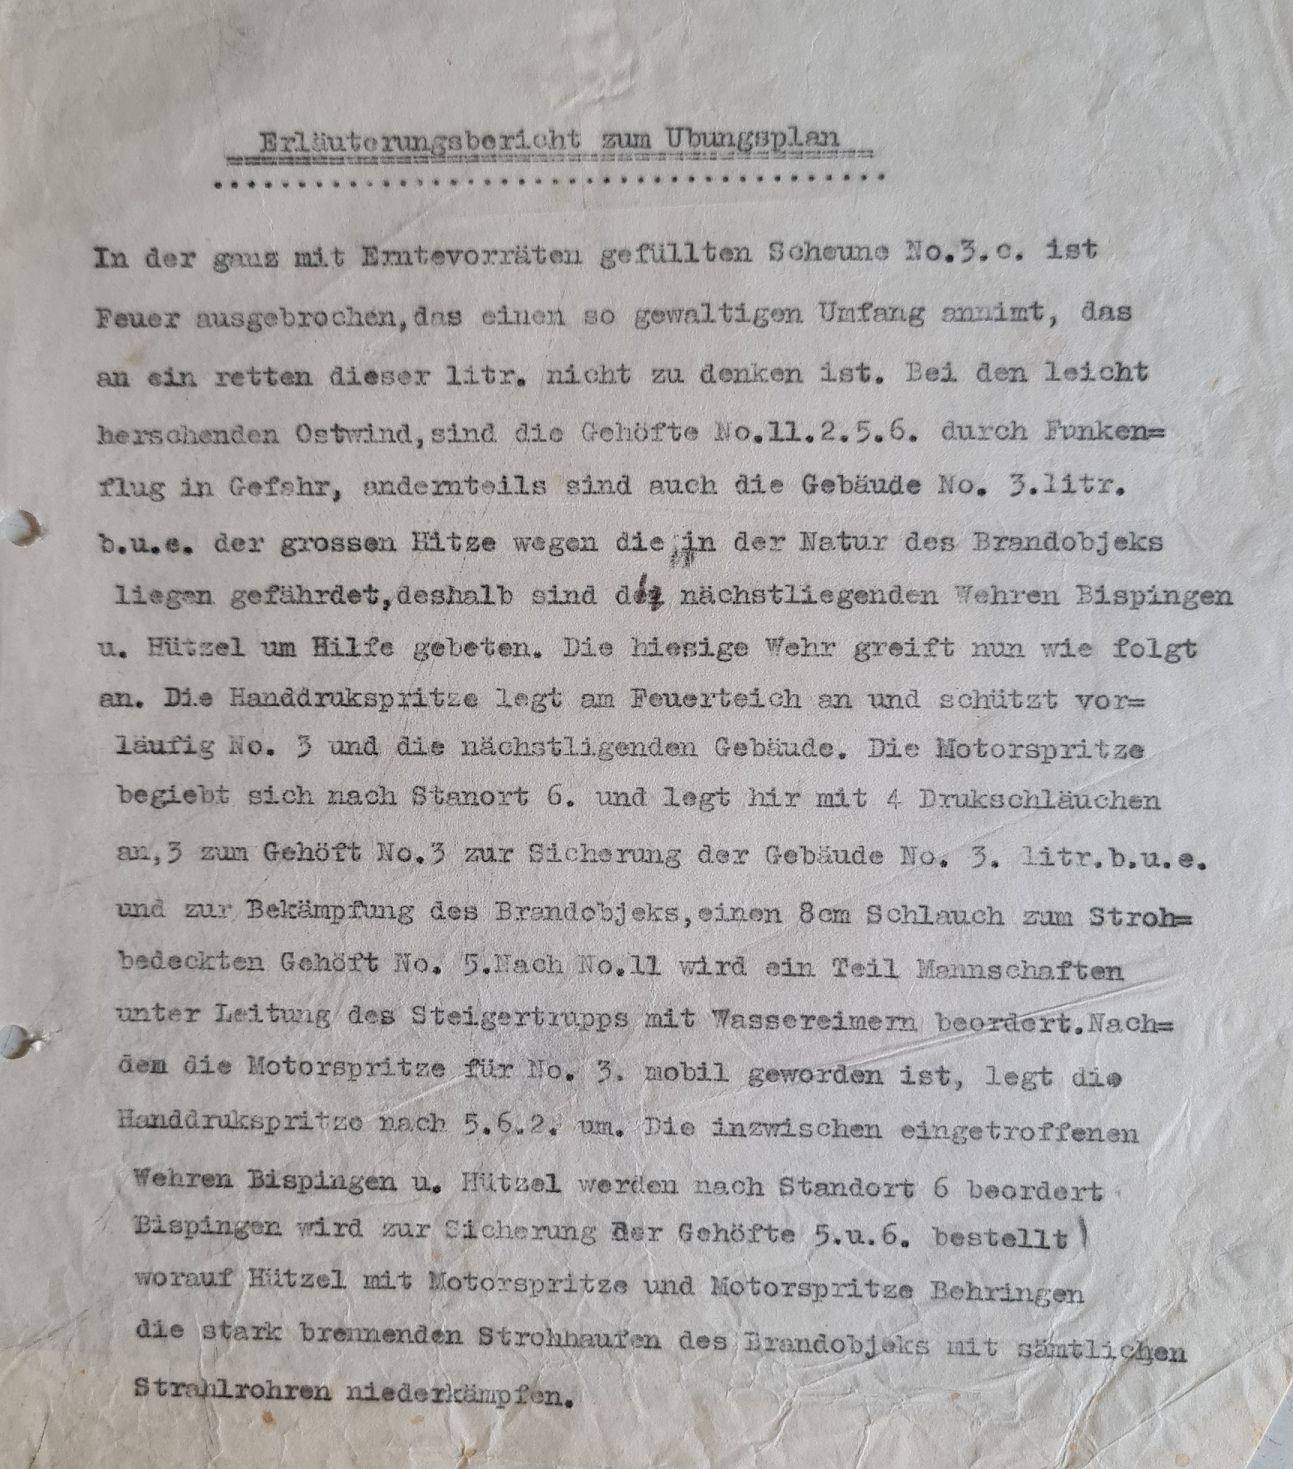 Erläuterungsbericht zum Ubungsplan
In der ganz mit Erntevorräten gefüllten Scheune No.3.c. ist
Feuer ausgebrochen,das einen so gewaltigen Umfang annimt, das
an ein retten dieser litr. nicht zu denken ist. Bei den leicht
herschenden Ostwind,sind die Gehöfte No.11.2.5.6. durch Funken=
flug in Gefahr, andernteils sind auch die Gebäude No. 3.litr.
b.u.e. der grossen Hitze wegen die in der Natur des Brandobjeks
liegen gefährdet,deshalb sind die nächstliegenden Wehren Bispingen
u. Hützel um Hilfe gebeten. Die hiesige Wehr greift nun wie folgt
an. Die Handdrukspritze legt am Feuerteich an und schützt vor=
läufig No. 3 und die nächstligenden Gebäude. Die Motorspritze
begiebt sich nach Stanort 6. und legt hir mit 4 Drukschläuchen
an,3 zum Gehöft No.3 zur Sicherung der Gebäude No. 3. litr.b.u.e.
und zur Bekämpfung des Brandobjeks,einen 8cm Schlauch zum Stroh=
bedeckten Gehöft No. 5.Nach No.11 wird ein Teil Mannschaften
unter Leitung des Steigertrupps mit Wassereimern beordert.Nach=
dem die Motorspritze für No. 3. mobil geworden ist, legt die
Handdrukspritze nach 5.6.2. um. Die inzwischen eingetroffenen
Wehren Bispingen u. Hützel werden nach Standort 6 beordert
Bispingen wird zur Sicherung der Gehöfte 5.u.6. bestellt)
worauf Hützel mit Motorspritze und Motorspritze Behringen
die stark brennenden Strohhaufen des Brandobjeks mit sämtlichen
Strahlrohren niederkämpfen.